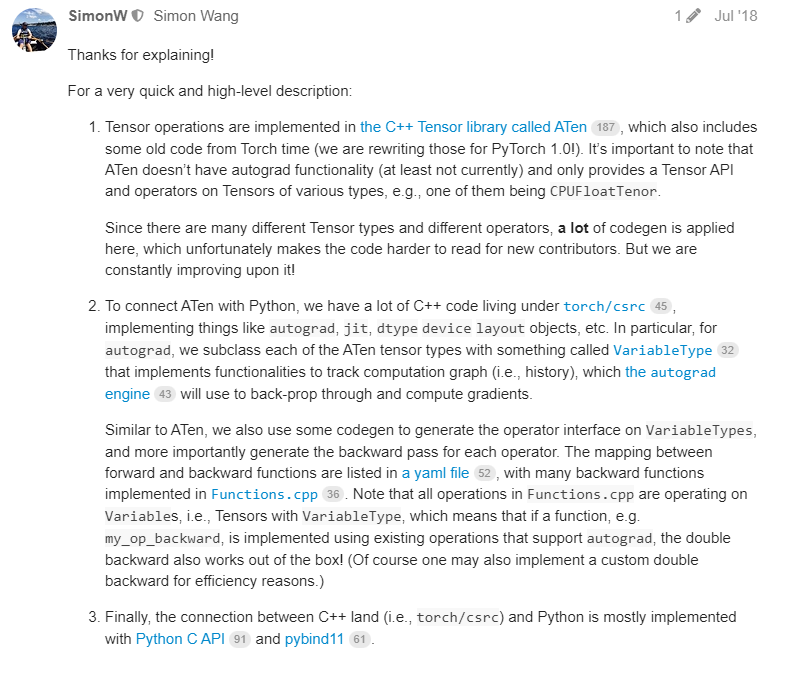 SimonW Simon Wang 1 Jul '18
Thanks for explaining!
For a very quick and high-level description:
1. Tensor operations are implemented in the C++ Tensor library called ATen 187 , which also includes
some old code from Torch time (we are rewriting those for PyTorch 1.0!). It's important to note that
ATen doesn't have autograd functionality (at least not currently) and only provides a Tensor API
and operators on Tensors of various types, e.g., one of them being CPUFloatTenor.
Since there are many different Tensor types and different operators, a lot of codegen is applied
here, which unfortunately makes the code harder to read for new contributors. But we are
constantly improving upon it!
2. To connect ATen with Python, we have a lot of C++ code living under torch/csrc 45 ,
implementing things like autograd, jit, dtype device layout objects, etc. In particular, for
autograd, we subclass each of the ATen tensor types with something called VariableType 32
that implements functionalities to track computation graph (i.e., history), which the autograd
engine 43 will use to back-prop through and compute gradients.
Similar to ATen, we also use some codegen to generate the operator interface on VariableTypes,
and more importantly generate the backward pass for each operator. The mapping between
forward and backward functions are listed in a yaml file 52 , with many backward functions
implemented in Functions.cpp 36 . Note that all operations in Functions.cpp are operating on
Variables, i.e., Tensors with VariableType, which means that if a function, e.g.
my_op_backward, is implemented using existing operations that support autograd, the double
backward also works out of the box! (Of course one may also implement a custom double
backward for efficiency reasons.)
3. Finally, the connection between C++ land (i.e., torch/csrc) and Python is mostly implemented
with Python C API 91 and pybind11 61 .